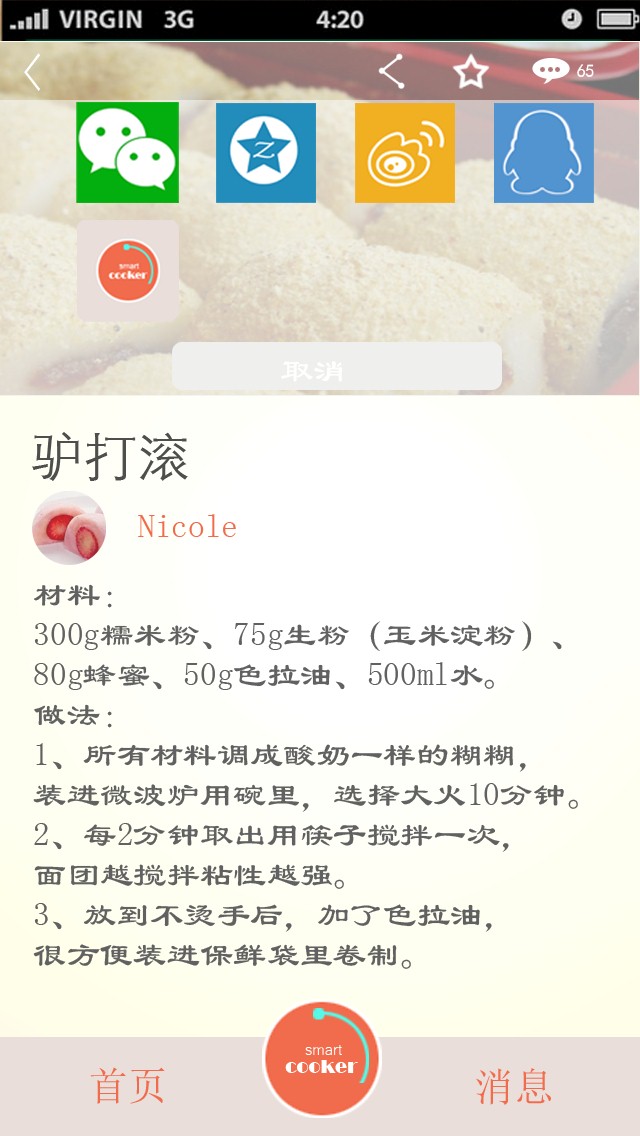 VIRGIN 3G 4:20
65
Z
smart
cooker
取消
驴打滚
Nicole
材料：
300g糯米粉、75g生粉（玉米淀粉）、
80g蜂蜜、50g色拉油、500ml水。
做法：
1、所有材料调成酸奶一样的糊糊，
装进微波炉用碗里，选择大火10分钟。
2、每2分钟取出用筷子搅拌一次，
面团越搅拌粘性越强。
3、放到不烫手后，加了色拉油，
很方便装进保鲜袋里卷制。
首页
smart
cooker
消息